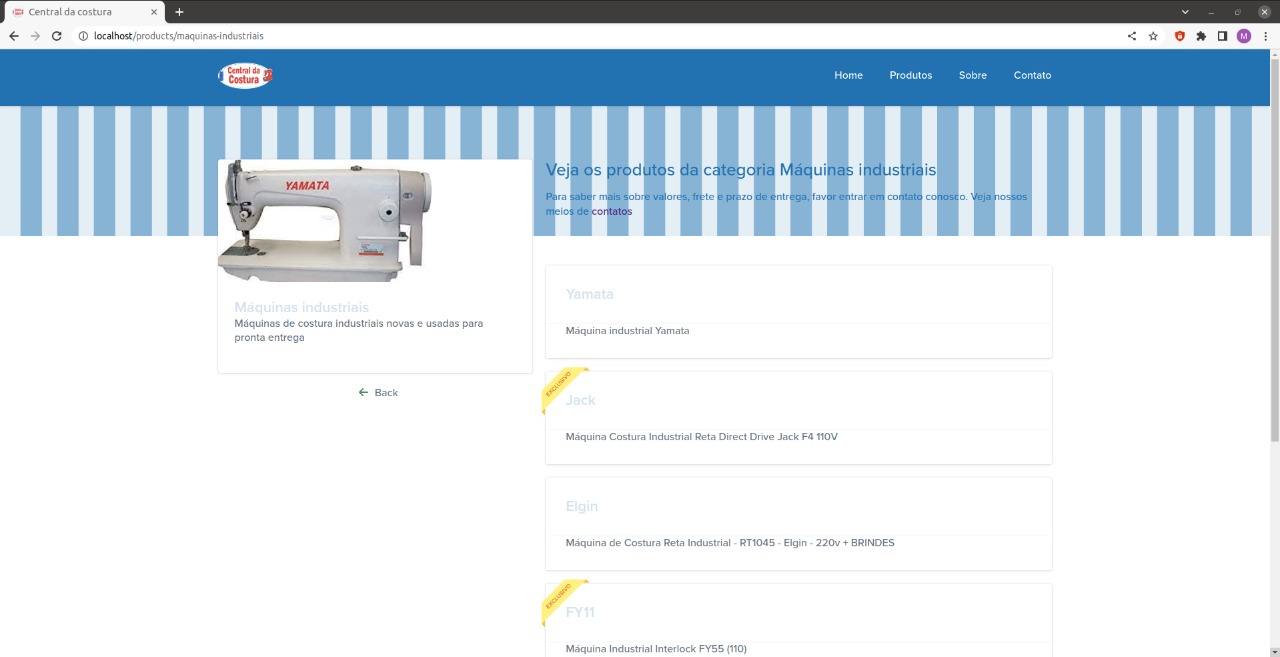 Central da costura
localhost/products/maquinas-industriais
M
Central da
Costura
Home
Produtos
Sobre
Contato
YAMATA
Máquinas industriais
Máquinas de costura industriais novas e usadas para
pronta entrega
Back
Veja os produtos da categoria Máquinas industriais
Para saber mais sobre valores, frete e prazo de entrega, favor entrar em contato conosco. Veja nossos
meios de contatos
Yamata
Máquina industrial Yamata
EXCLUSIVO
Jack
Máquina Costura Industrial Reta Direct Drive Jack F4 110V
Elgin
Máquina de Costura Reta Industrial - RT1045 - Elgin - 220v + BRINDES
EXCLUSIVO
FY11
Máquina Industrial Interlock FY55 (110)